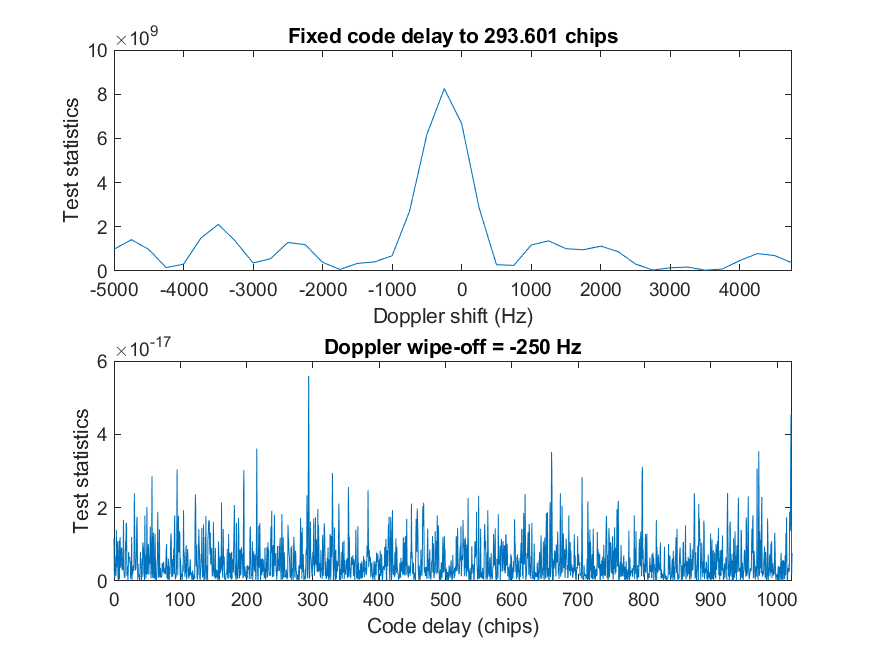 ×10^9
Fixed code delay to 293.601 chips
10
8
6
4
2
0
Test statistics
-5000 -4000 -3000 -2000 -1000 0 1000 2000 3000 4000
Doppler shift (Hz)
×10^-17
Doppler wipe-off = -250 Hz
6
4
2
0
Test statistics
0 100 200 300 400 500 600 700 800 900 1000
Code delay (chips)